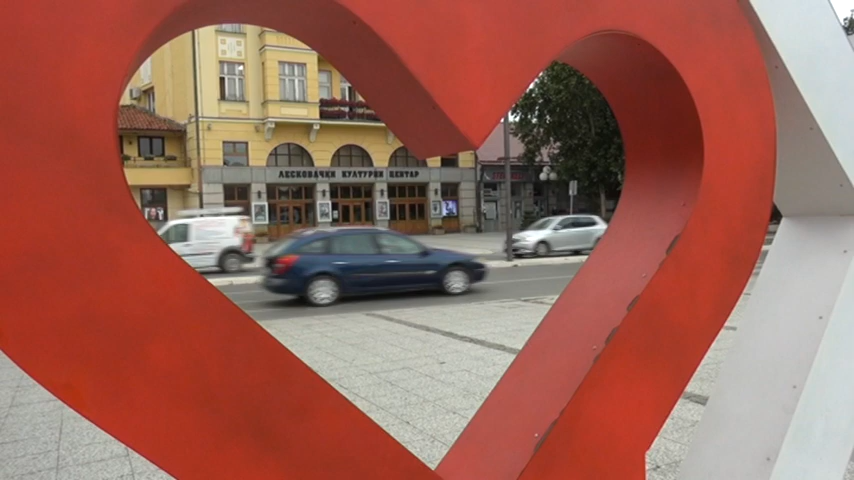 ЛЕСКОВАЧКИ КУЛТУРНИ ЦЕНТАР